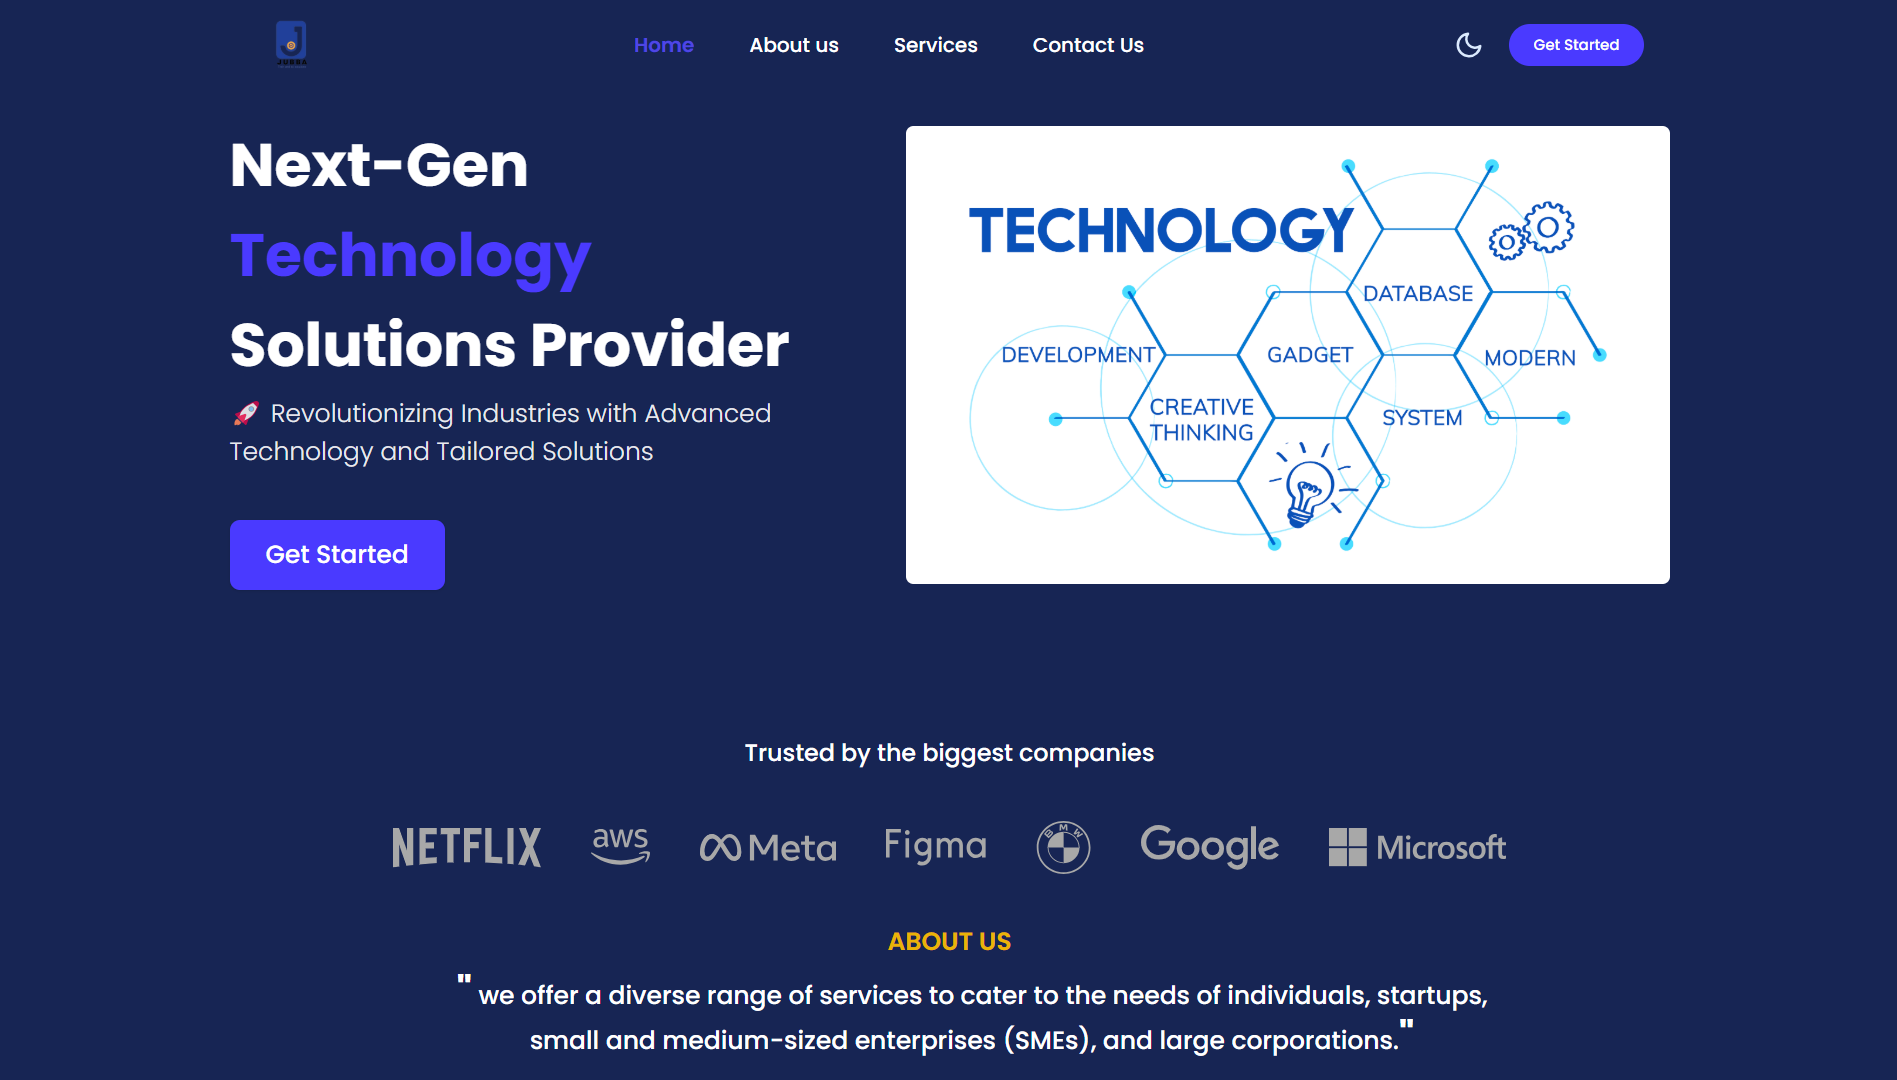 J
JUBBA
Home
About us
Services
Contact Us
Get Started
Next-Gen
Technology
Solutions Provider
🚀 Revolutionizing Industries with Advanced
Technology and Tailored Solutions
Get Started
TECHNOLOGY
DATABASE
DEVELOPMENT
GADGET
MODERN
CREATIVE
THINKING
SYSTEM
Trusted by the biggest companies
NETFLIX
aws
Meta
Figma
BMW
Google
Microsoft
ABOUT US
" we offer a diverse range of services to cater to the needs of individuals, startups,
small and medium-sized enterprises (SMEs), and large corporations."